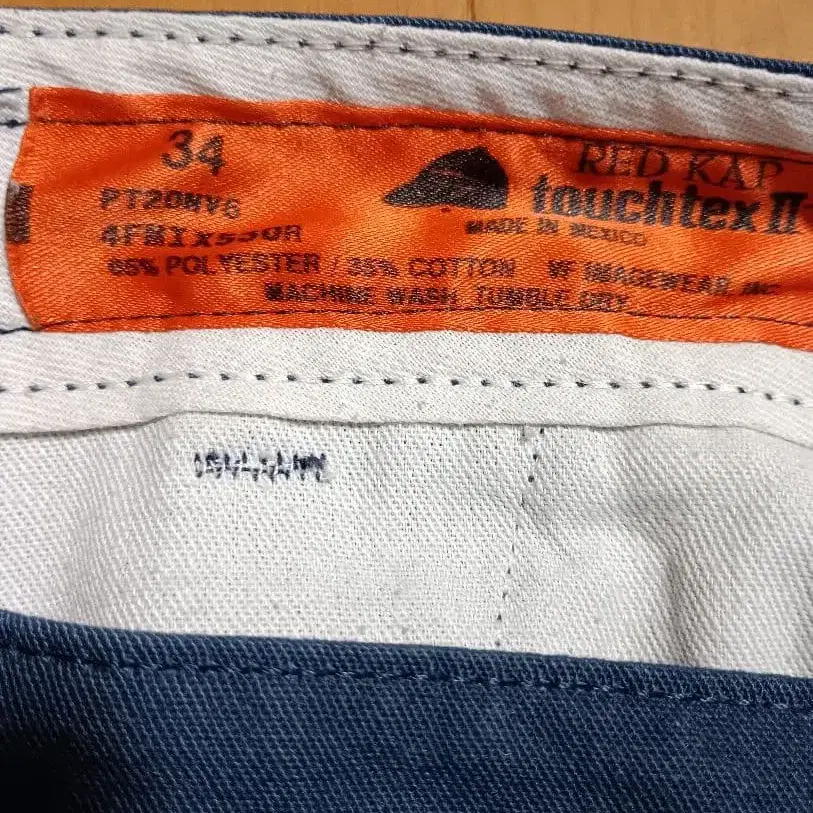 34
PT20NV6
RED KAP
touchtex II
MADE IN MEXICO
65% POLYESTER / 35% COTTON VF IMAGEWEAR, INC.
MACHINE WASH, TUMBLE DRY